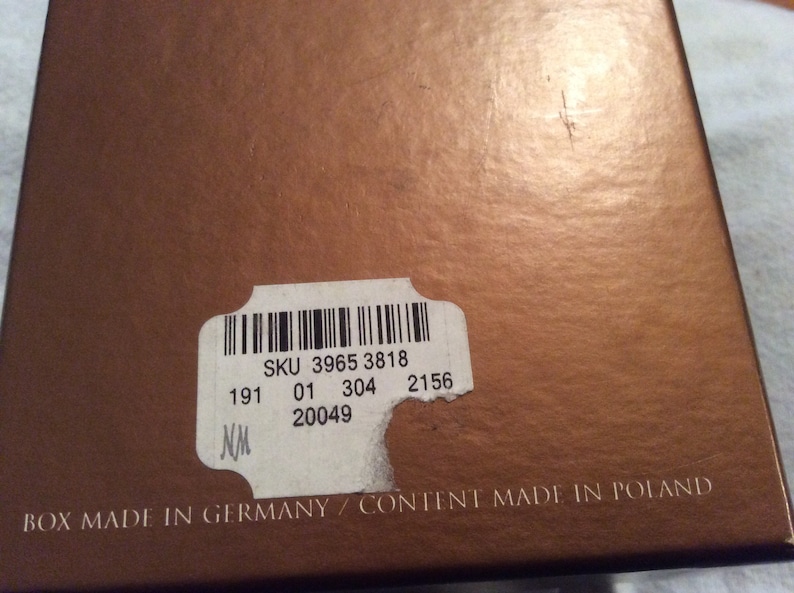 SKU 3965 3818
191 01 304 2156
20049
NM
BOX MADE IN GERMANY / CONTENT MADE IN POLAND